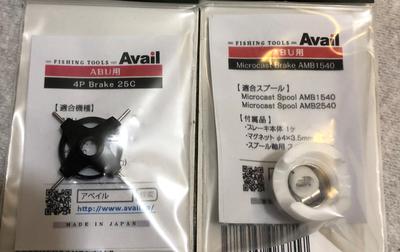 FISHING TOOLS
Avail
ABU用
4P Brake 25C
【適合機種】
アベイル
http://www.avail
MADE IN JAPAN
FISHING TOOLS
Avail
ABU用
Microcast Brake AMB1540
【適合スプール】
Microcast Spool AMB1540
Microcast Spool AMB2540
【付属品】
・ブレーキ本体
・マグネット φ4×3.5mm
・スプール軸用